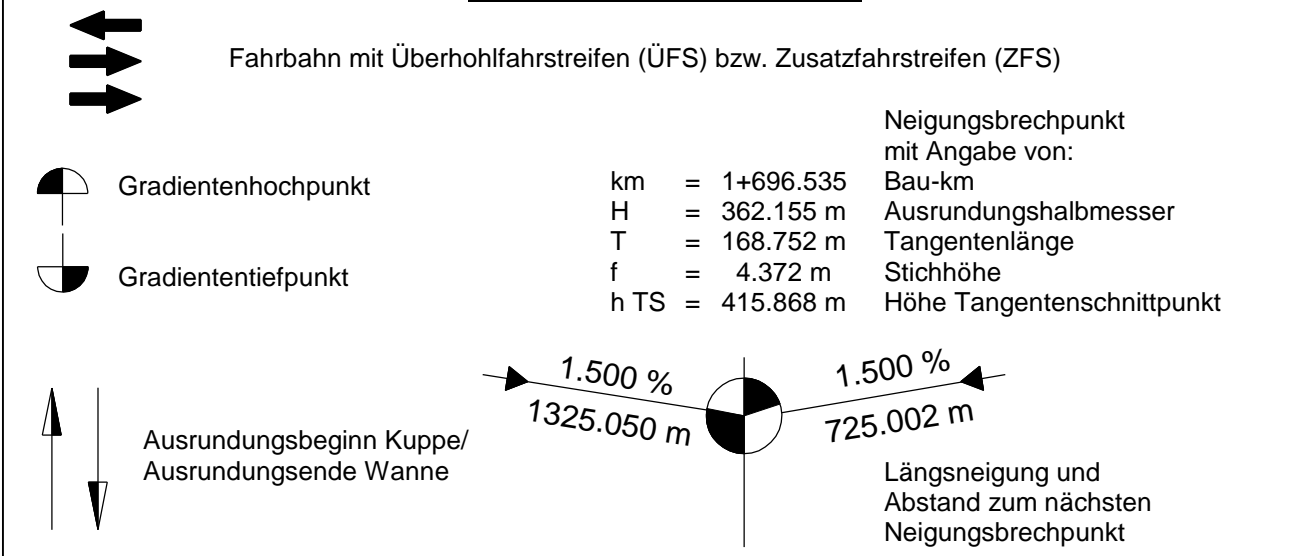 Fahrbahn mit Überhohlfahrstreifen (ÜFS) bzw. Zusatzfahrstreifen (ZFS)
Neigungsbrechpunkt
mit Angabe von:
Gradientenhochpunkt
km = 1+696.535 Bau-km
H = 362.155 m Ausrundungshalbmesser
T = 168.752 m Tangentenlänge
Gradiententiefpunkt
f = 4.372 m Stichhöhe
h TS = 415.868 m Höhe Tangentenschnittpunkt
1.500 % 1.500 %
1325.050 m 725.002 m
Ausrundungsbeginn Kuppe/
Ausrundungsende Wanne
Längsneigung und
Abstand zum nächsten
Neigungsbrechpunkt